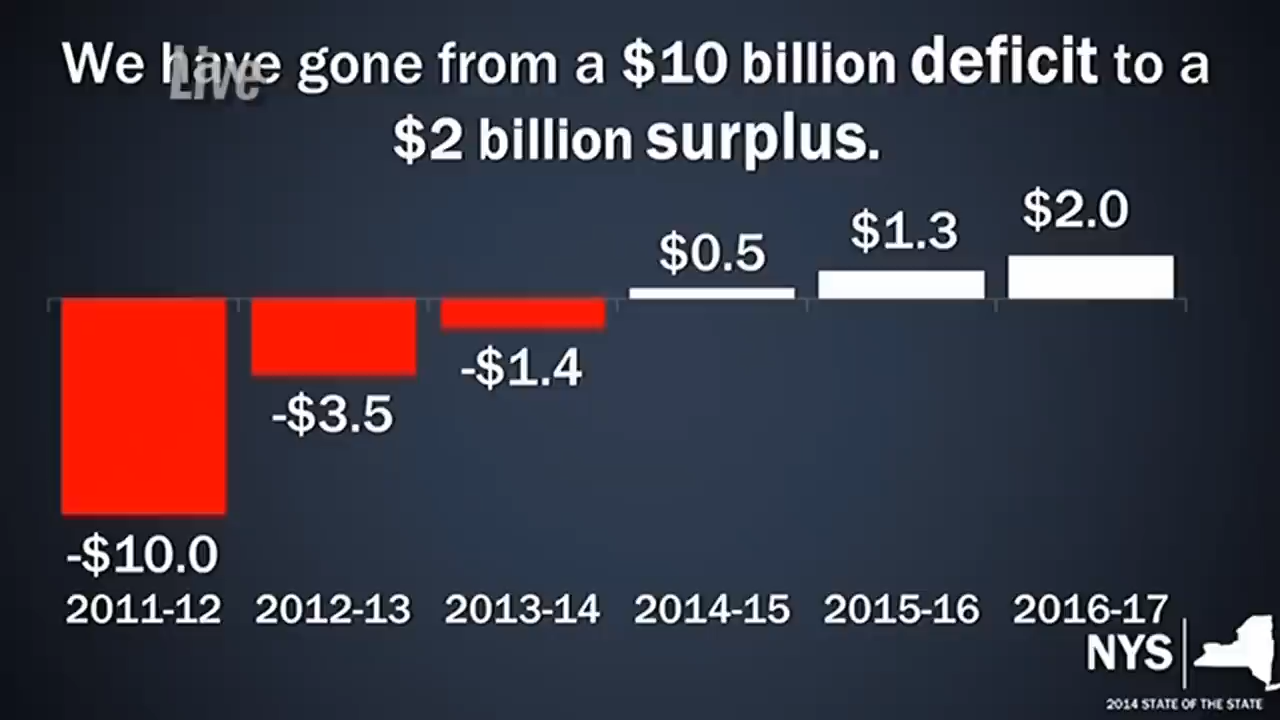 We have gone from a $10 billion deficit to a
Live
$2 billion surplus.
$2.0
$1.3
$0.5
-$1.4
-$3.5
-$10.0
2011-12 2012-13 2013-14 2014-15 2015-16 2016-17
NYS
2014 STATE OF THE STATE